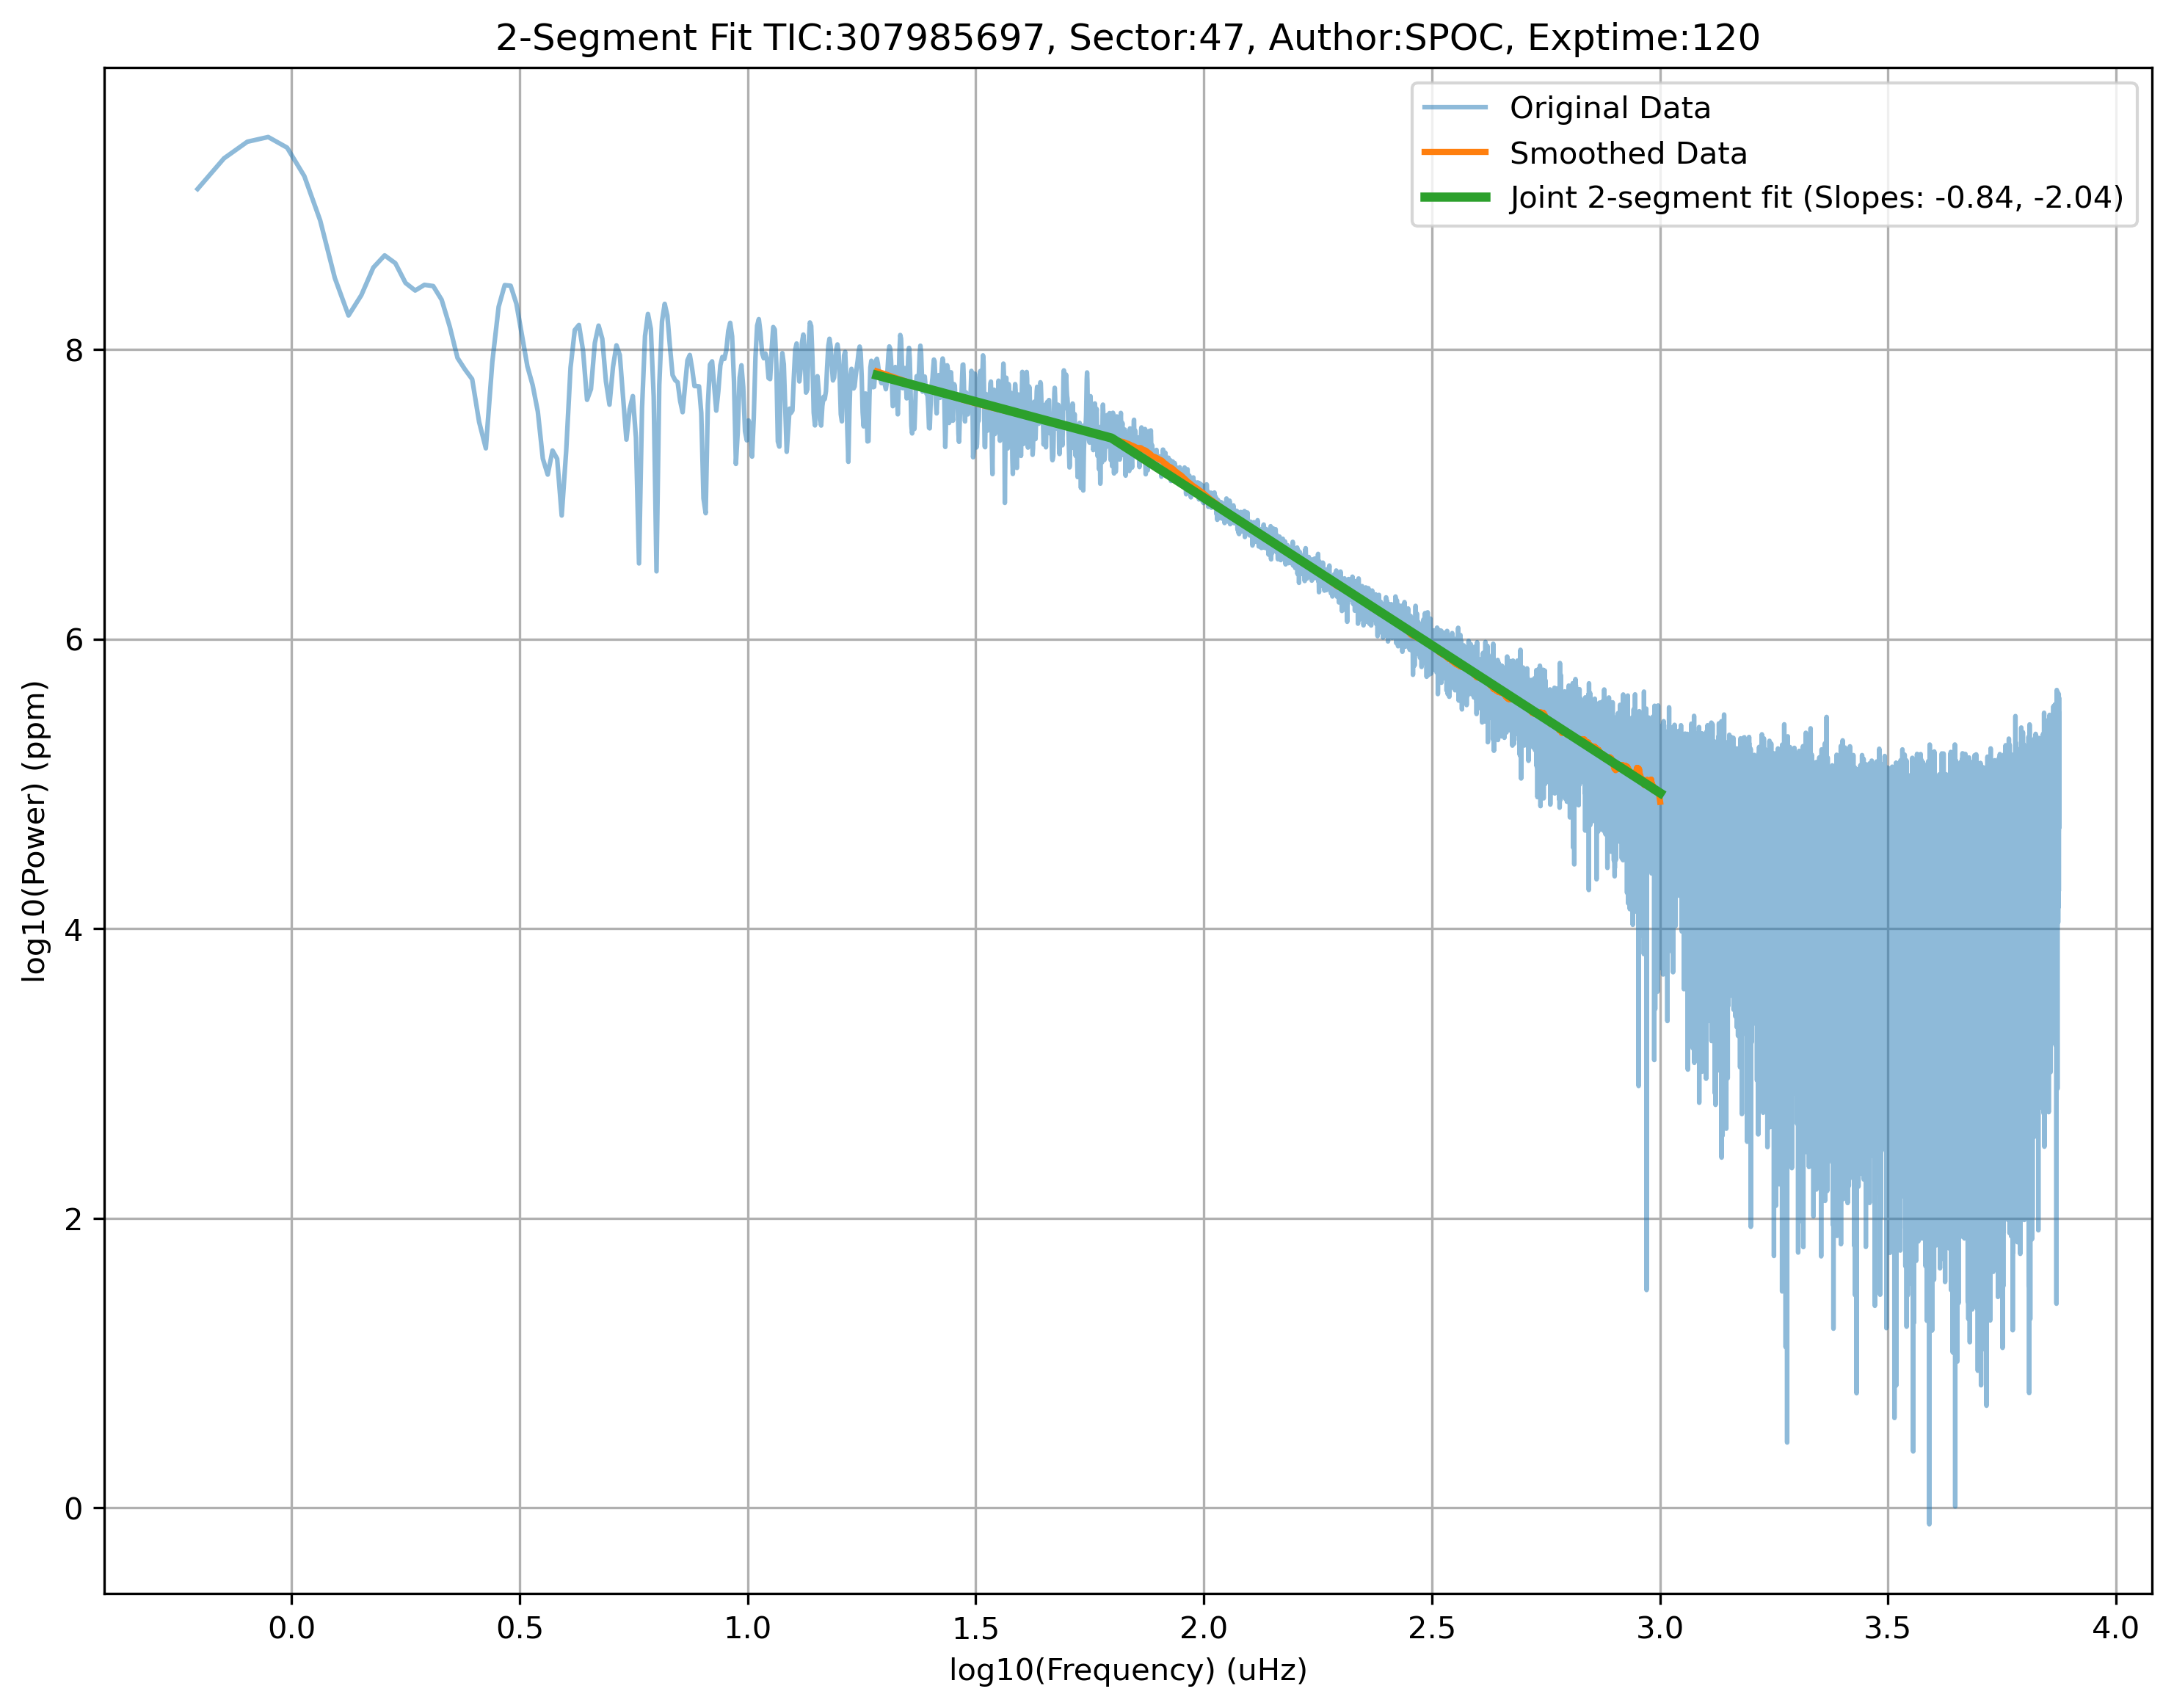 2-Segment Fit TIC:307985697, Sector:47, Author:SPOC, Exptime:120
Original Data
Smoothed Data
Joint 2-segment fit (Slopes: -0.84, -2.04)
log10(Power) (ppm)
8
6
4
2
0
0.0 0.5 1.0 1.5 2.0 2.5 3.0 3.5 4.0
log10(Frequency) (uHz)